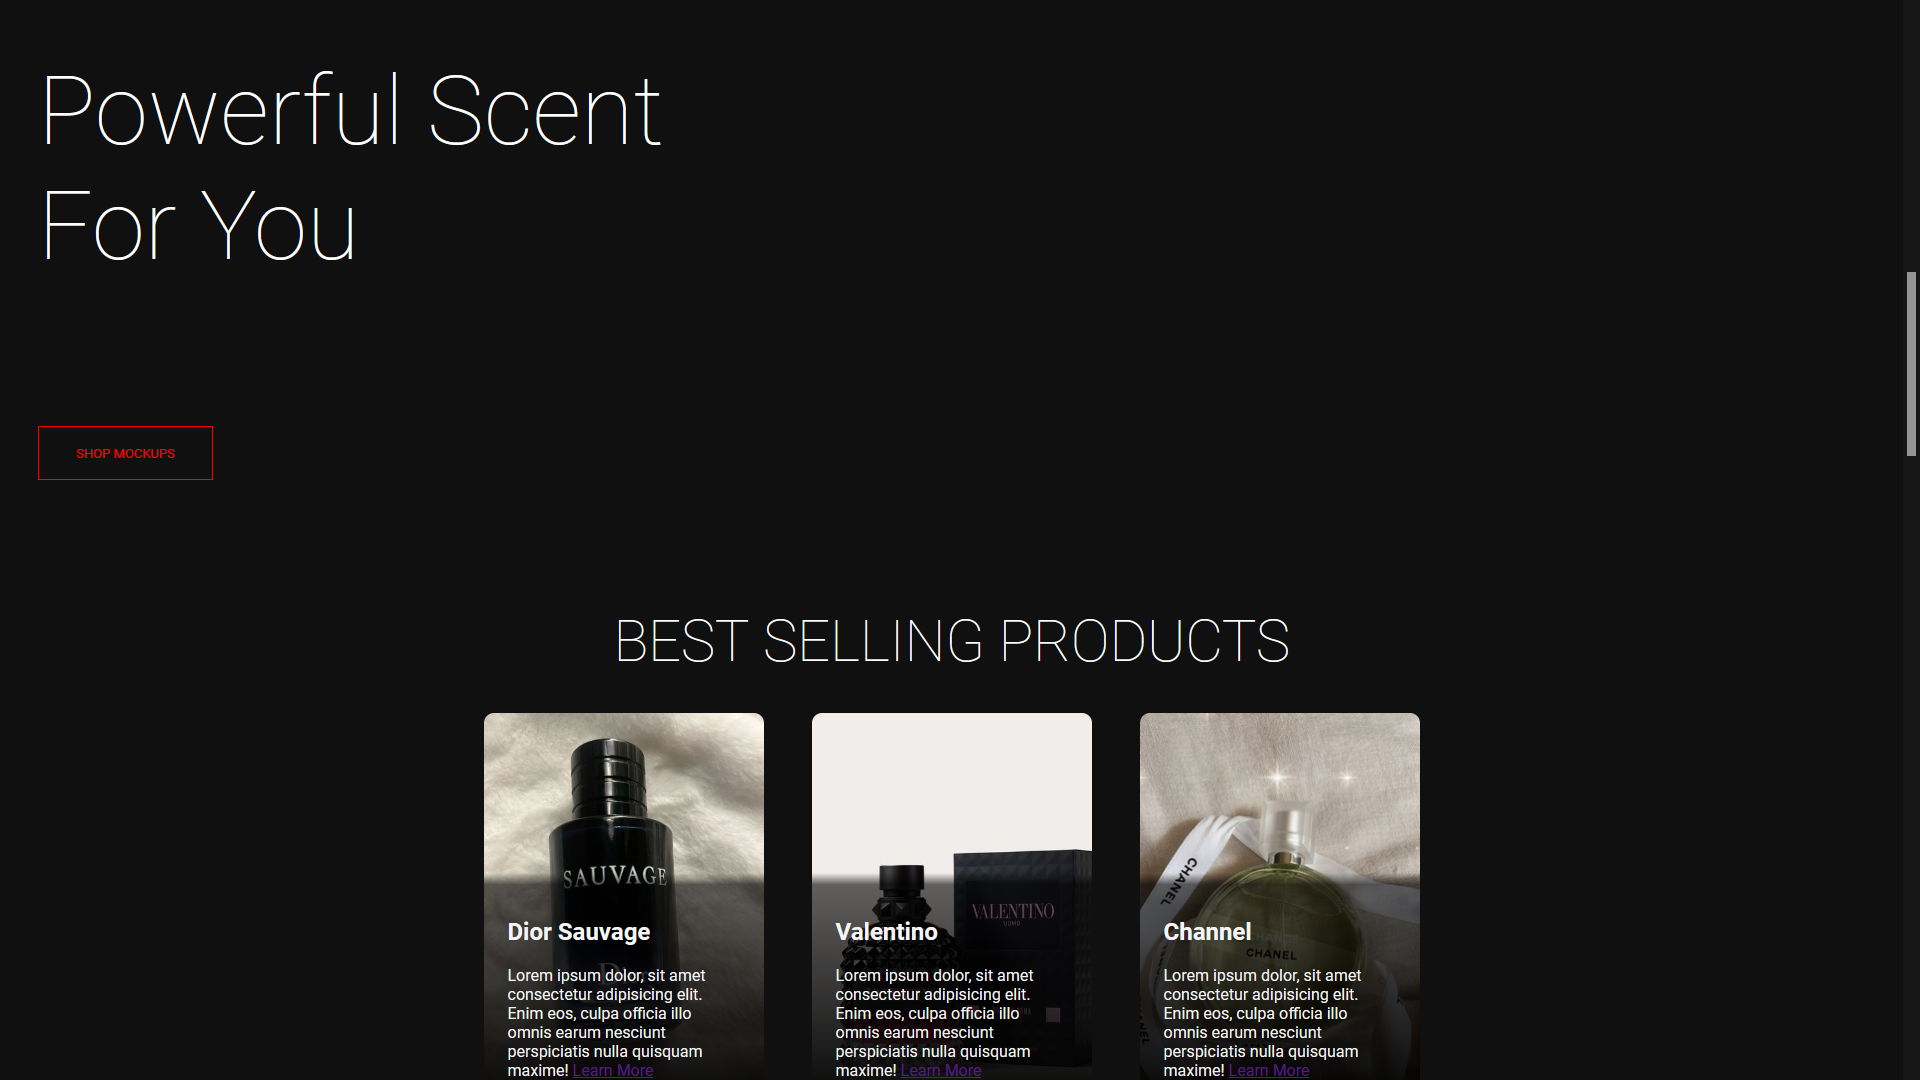 Powerful Scent
For You
SHOP MOCKUPS
BEST SELLING PRODUCTS
SAUVAGE
Dior Sauvage
Lorem ipsum dolor, sit amet
consectetur adipisicing elit.
Enim eos, culpa officia illo
omnis earum nesciunt
perspiciatis nulla quisquam
maxime! Learn More
VALENTINO
UOMO
Valentino
Lorem ipsum dolor, sit amet
consectetur adipisicing elit.
Enim eos, culpa officia illo
omnis earum nesciunt
perspiciatis nulla quisquam
maxime! Learn More
CHANEL
CHANEL
Channel
Lorem ipsum dolor, sit amet
consectetur adipisicing elit.
Enim eos, culpa officia illo
omnis earum nesciunt
perspiciatis nulla quisquam
maxime! Learn More